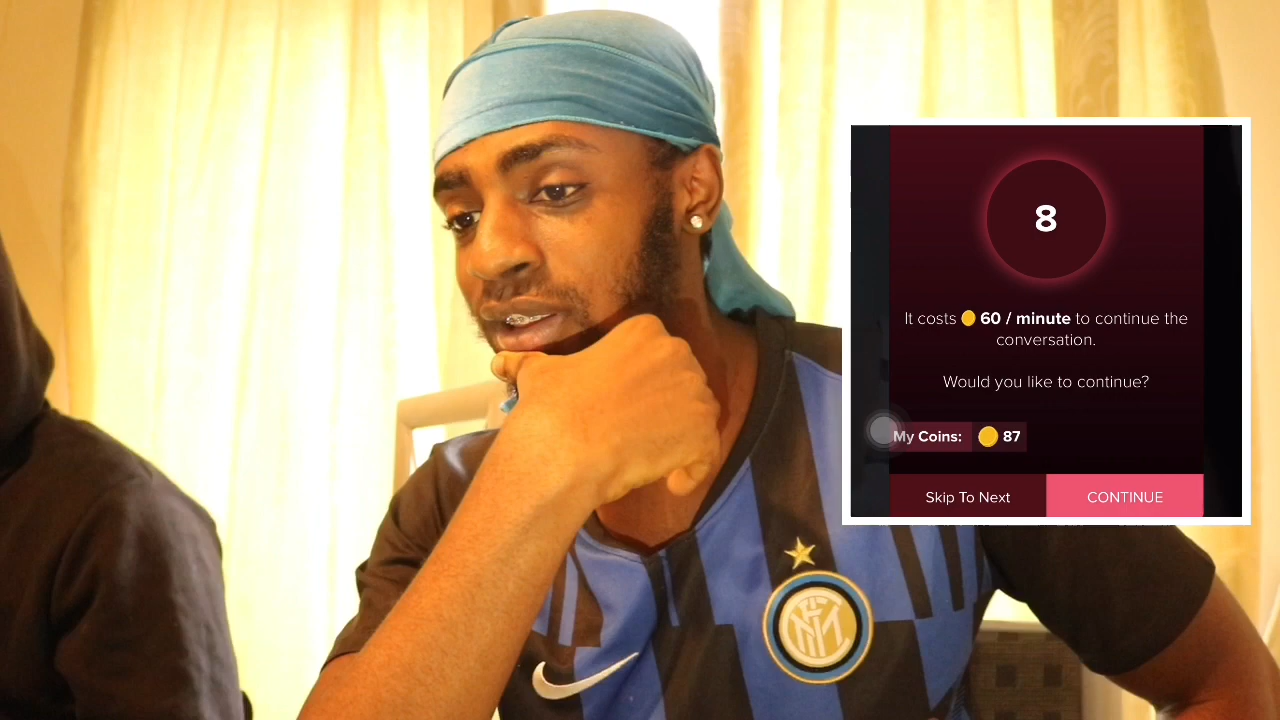 8
It costs 60 / minute to continue the
conversation.
Would you like to continue?
My Coins: 87
Skip To Next CONTINUE